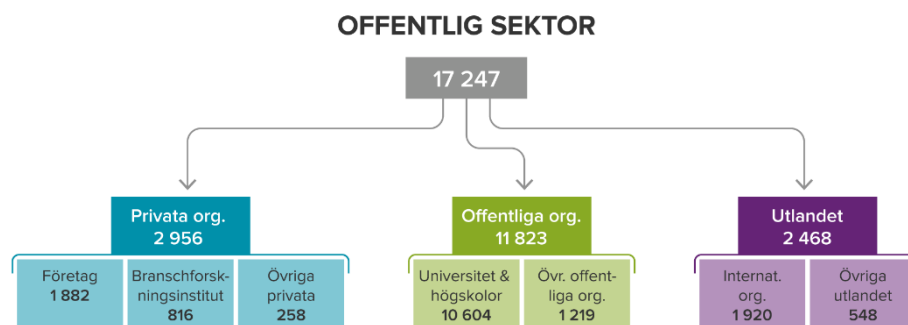 OFFENTLIG SEKTOR
17 247
Privata org.
2 956
Offentliga org.
11 823
Utlandet
2 468
Företag
1 882
Branschforsk-
ningsinstitut
816
Övriga
privata
258
Universitet &
högskolor
10 604
Övr. offent-
liga org.
1 219
Internat.
org.
1 920
Övriga
utlandet
548